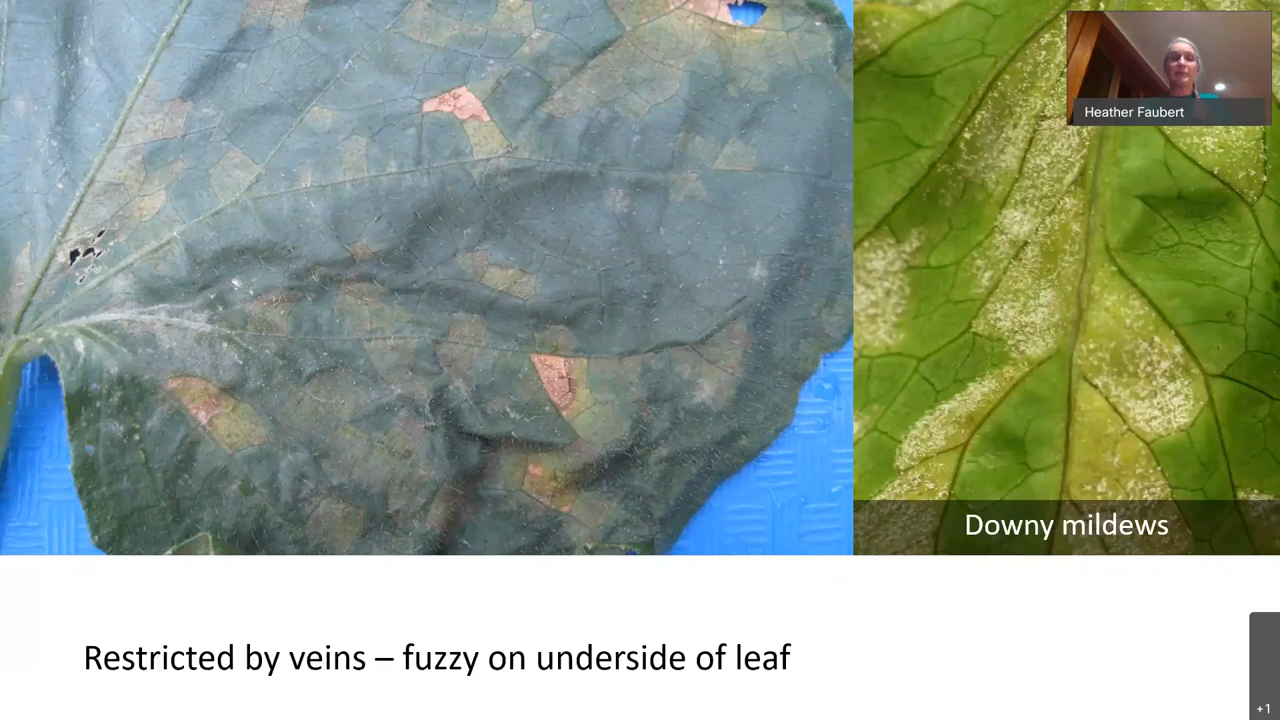 Heather Faubert
Downy mildews
Restricted by veins – fuzzy on underside of leaf
+1